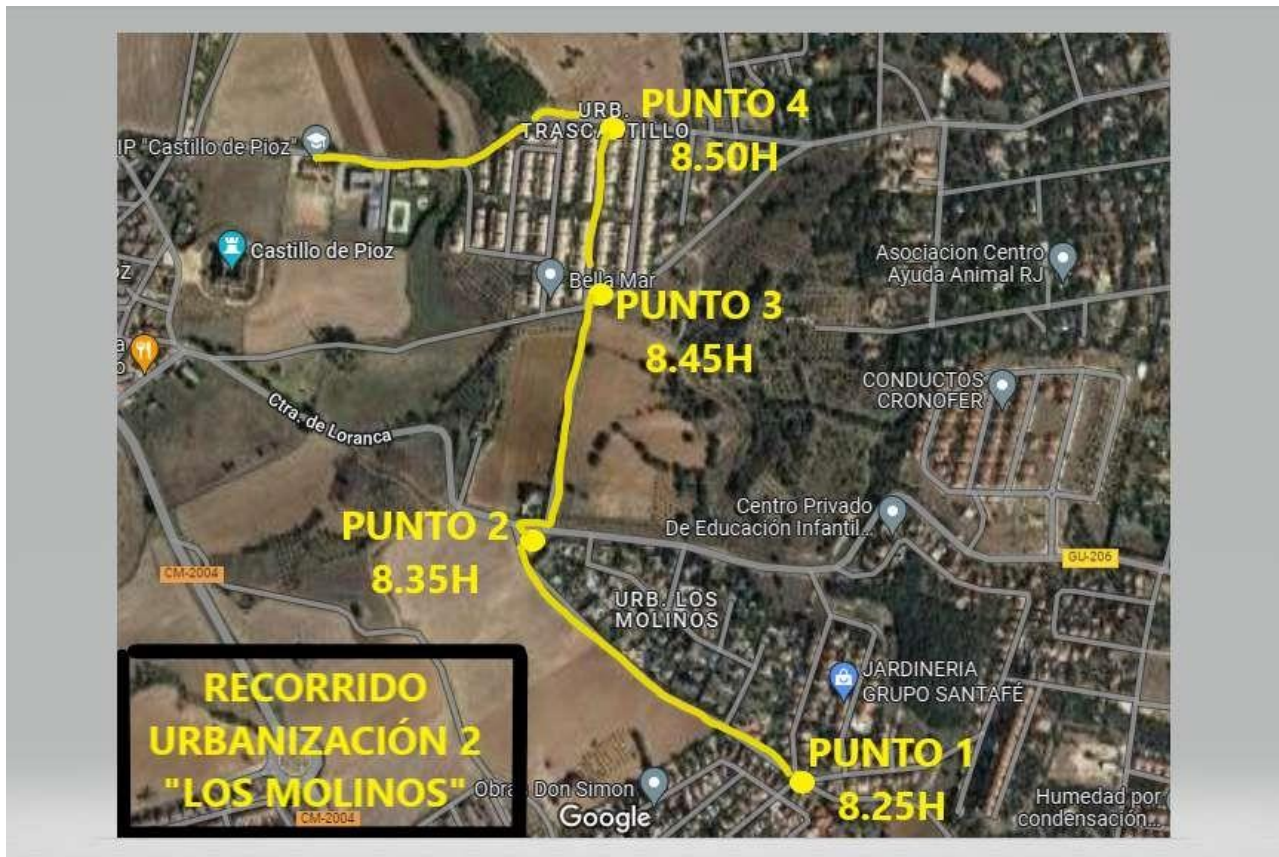 URB.
TRASCASTILLO
PUNTO 4
8.50H
IP "Castillo de Pioz"
Castillo de Pioz
Bella Mar
Asociacion Centro
Ayuda Animal RJ
PUNTO 3
8.45H
CONDUCTOS
CRONOFER
Ctra. de Loranca
Centro Privado
De Educación Infantil...
PUNTO 2
8.35H
GU-206
CM-2004
URB. LOS
MOLINOS
JARDINERIA
GRUPO SANTAFÉ
RECORRIDO
URBANIZACIÓN 2
"LOS MOLINOS"
PUNTO 1
8.25H
Obras Don Simon
Google
Humedad por
condensación...
CM-2004